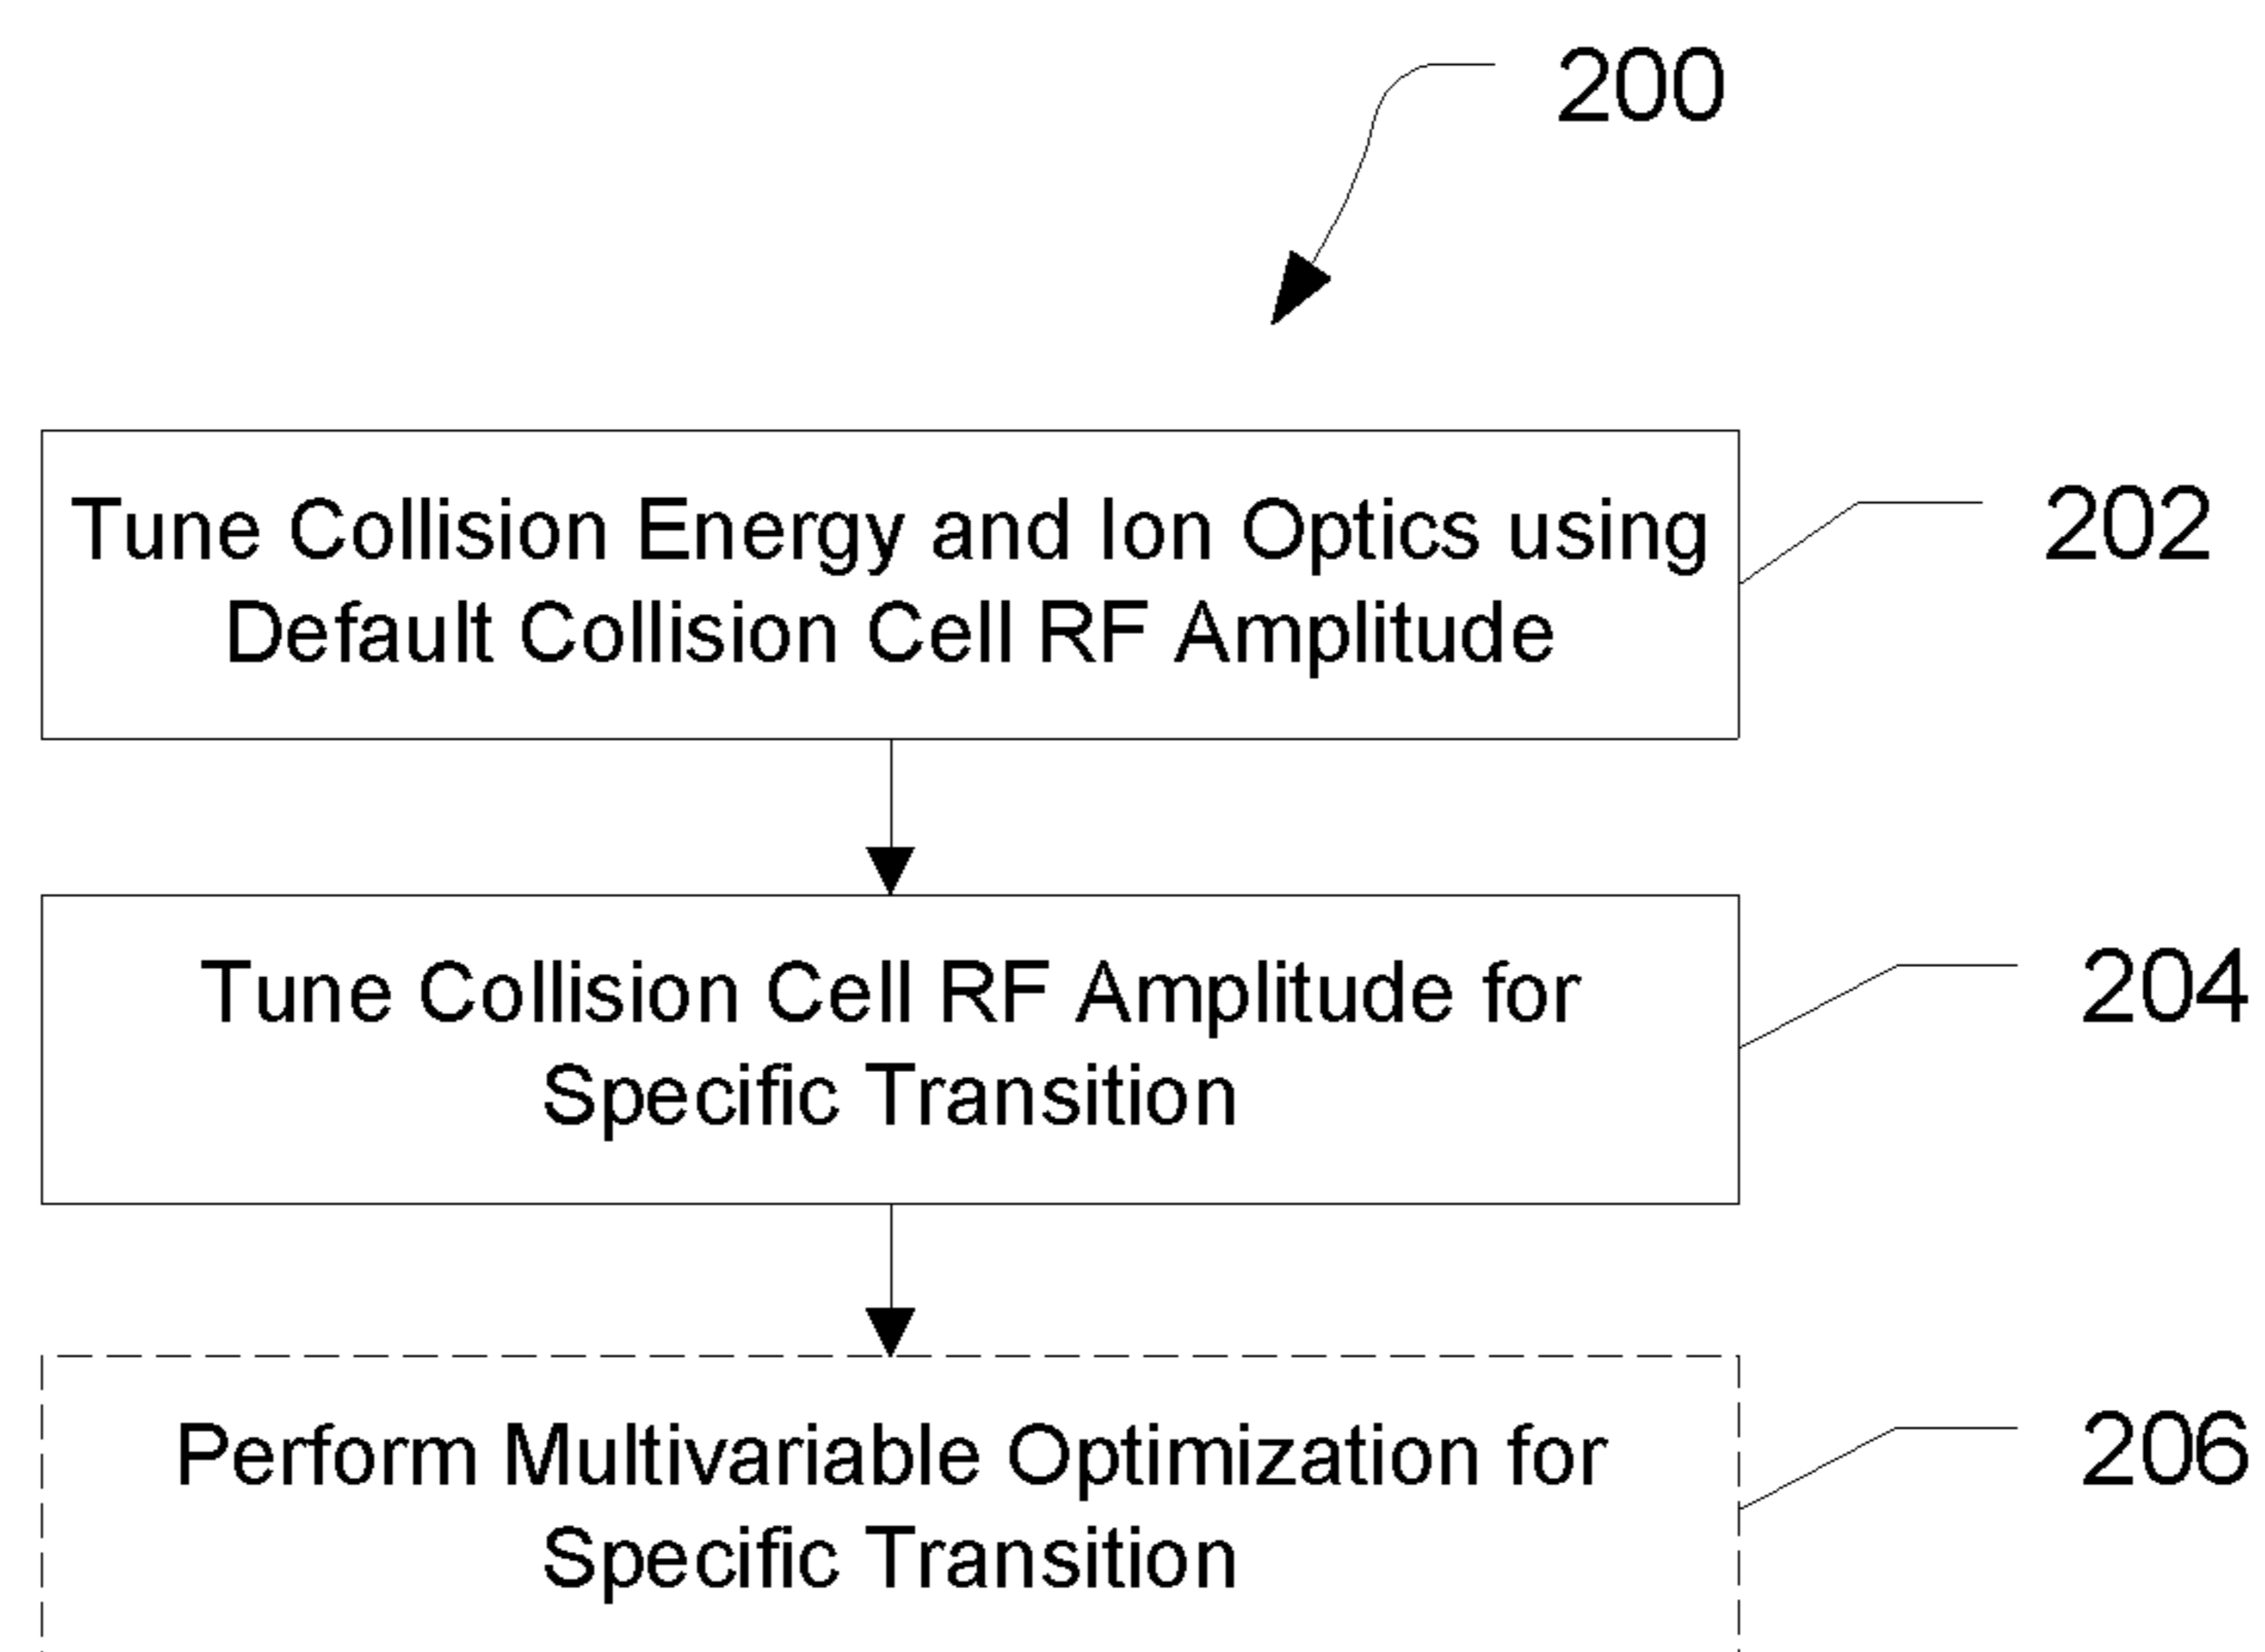 200
Tune Collision Energy and Ion Optics using
Default Collision Cell RF Amplitude
202
Tune Collision Cell RF Amplitude for
Specific Transition
204
Perform Multivariable Optimization for
Specific Transition
206